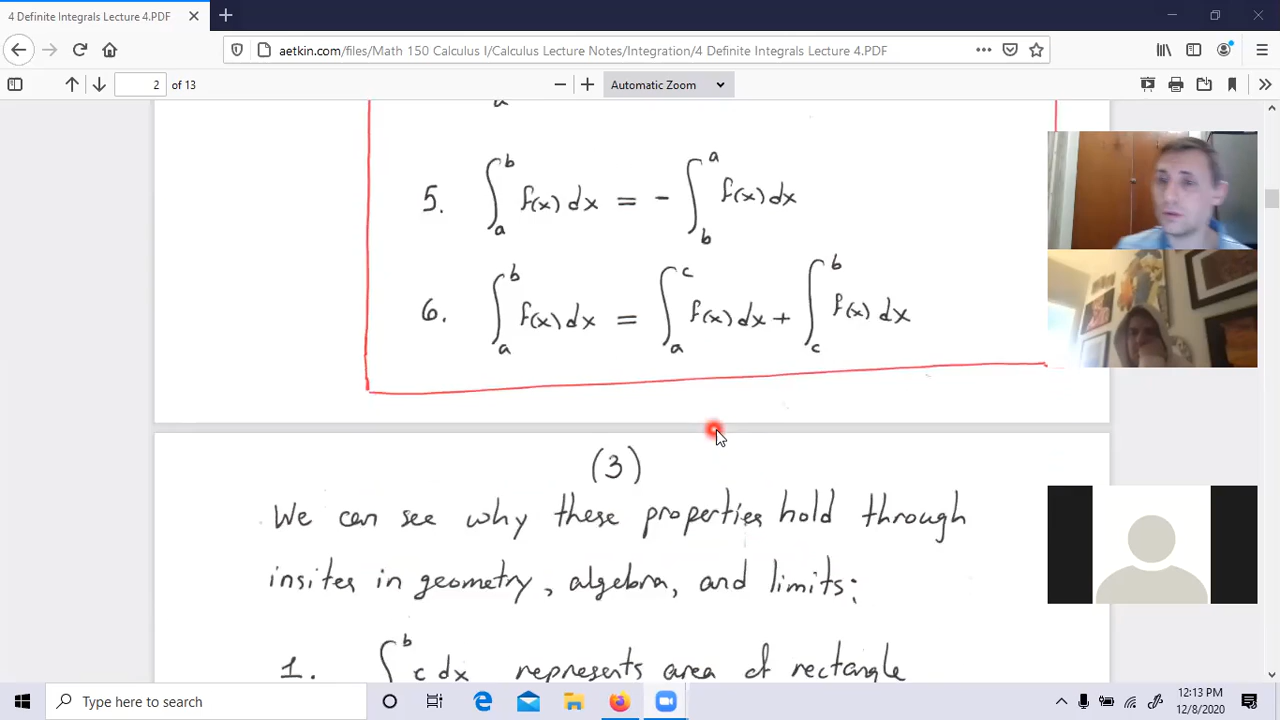 4 Definite Integrals Lecture 4.PDF
aetkin.com/files/Math 150 Calculus I/Calculus Lecture Notes/Integration/4 Definite Integrals Lecture 4.PDF
2 of 13
Automatic Zoom
a
5. ∫_a^b f(x) dx = - ∫_b^a f(x) dx
6. ∫_a^b f(x) dx = ∫_a^c f(x) dx + ∫_c^b f(x) dx
(3)
We can see why these properties hold through
insites in geometry, algebra, and limits:
1. ∫^b c dx represents area of rectangle
Type here to search
12:13 PM
12/8/2020